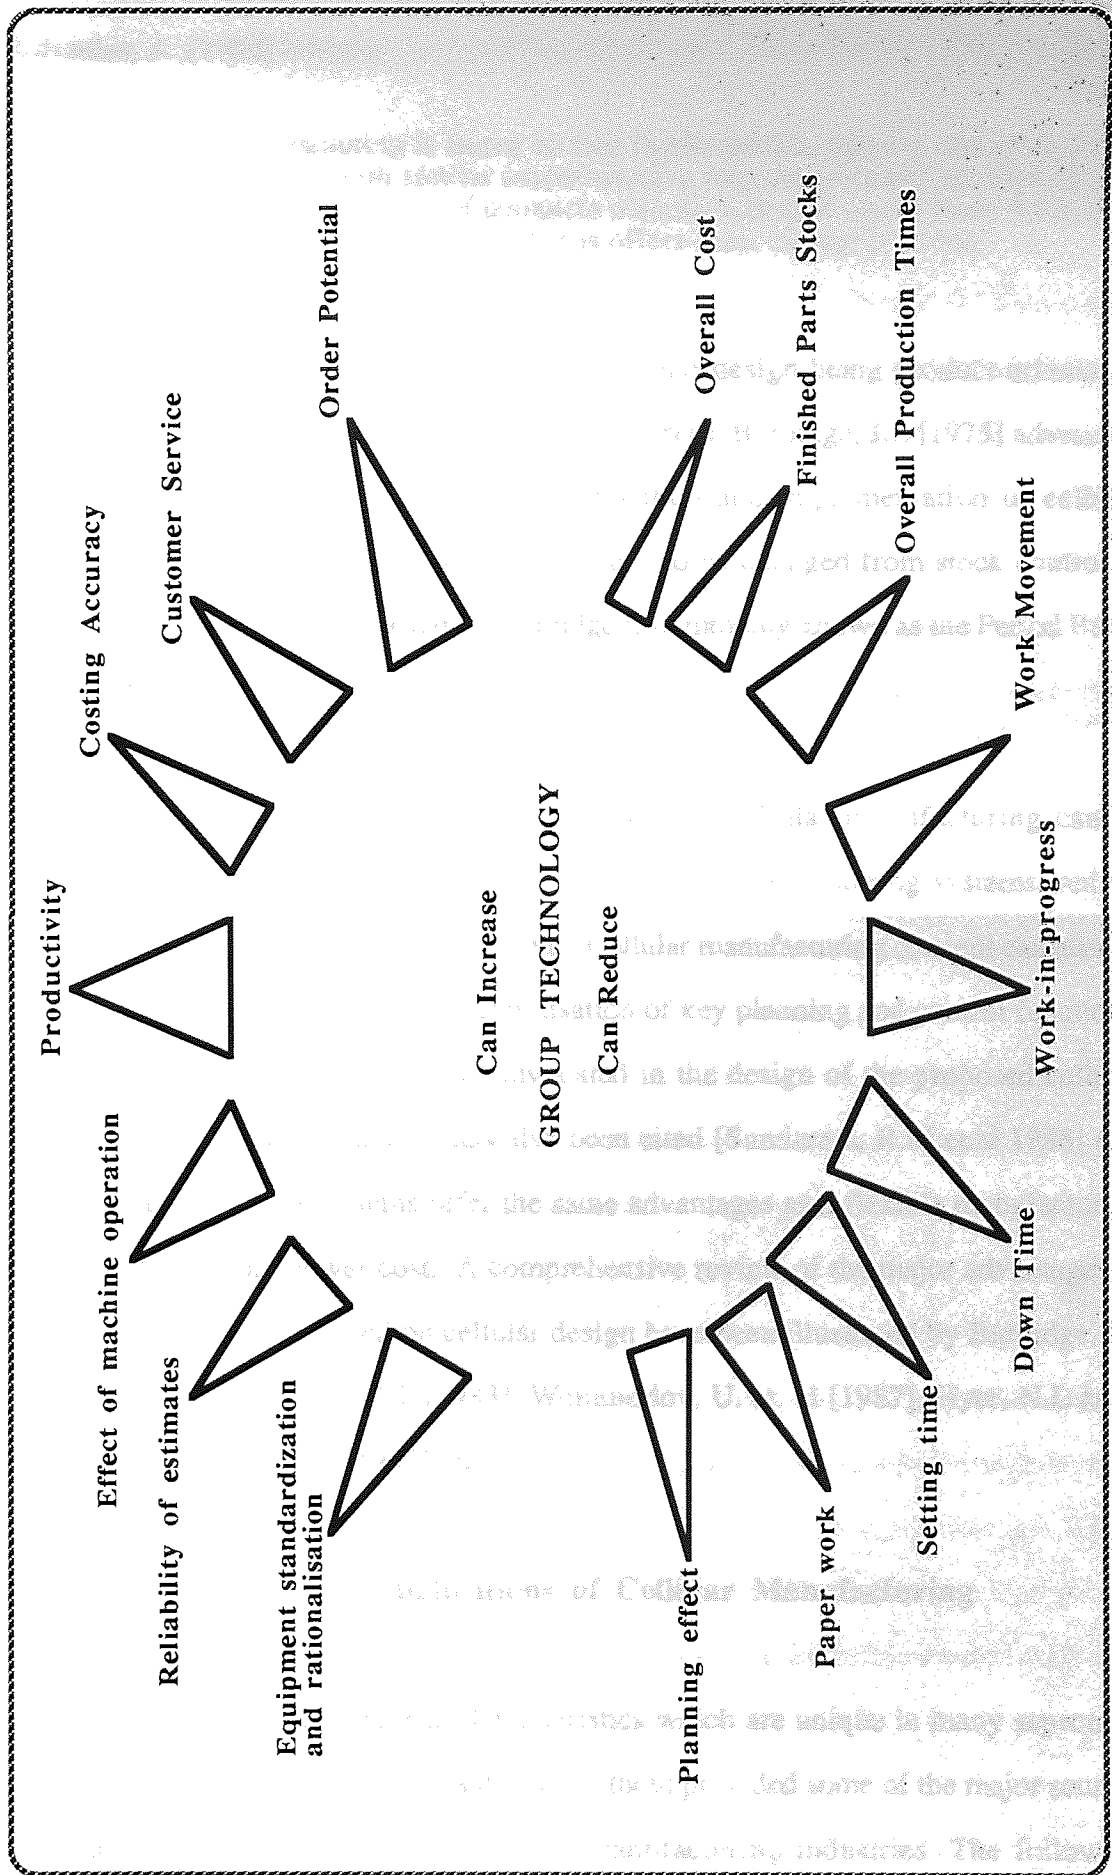 Productivity
Effect of machine operation
Costing Accuracy
Reliability of estimates
Customer Service
Equipment standardization
and rationalisation
Order Potential
Can Increase
GROUP TECHNOLOGY
Can Reduce
Planning effect
Overall Cost
Paper work
Finished Parts Stocks
Setting time
Overall Production Times
Down Time
Work Movement
Work-in-progress